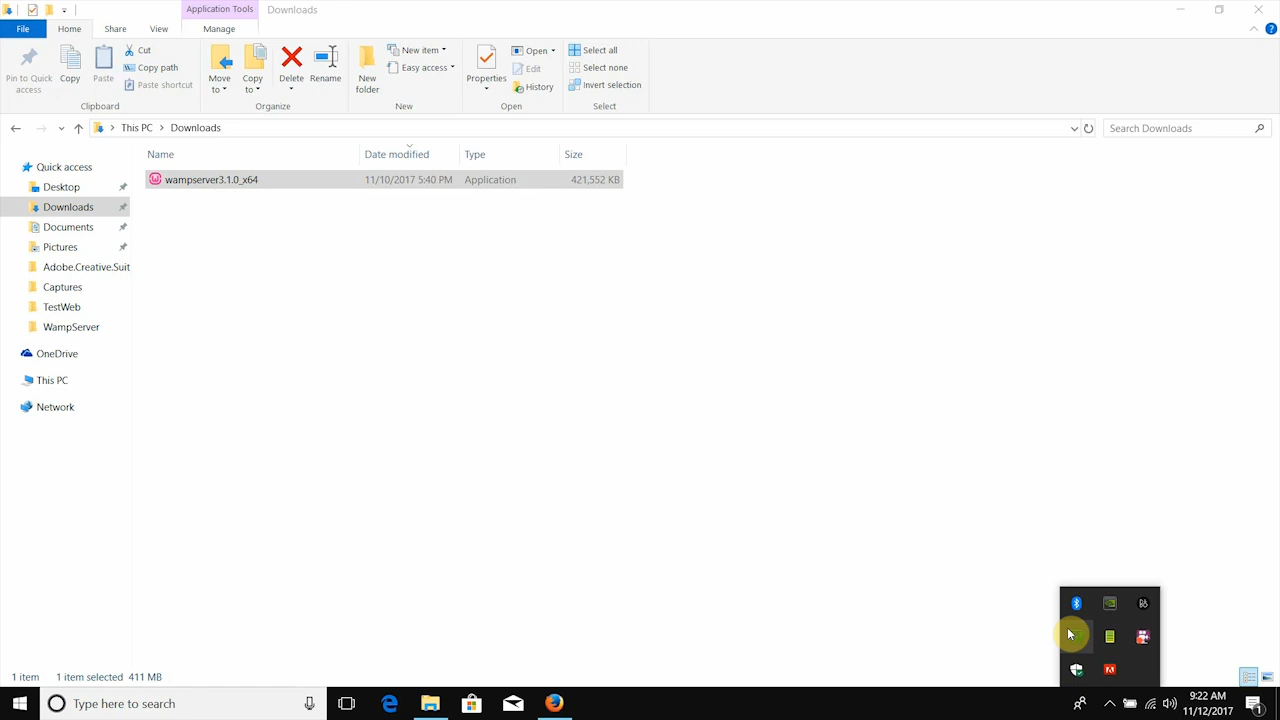 Application Tools
Downloads
File
Home
Share
View
Manage
Pin to Quick access
Copy
Paste
Cut
Copy path
Paste shortcut
Clipboard
Move to
Copy to
Delete
Rename
Organize
New folder
New item
Easy access
New
Properties
Open
Edit
History
Open
Select all
Select none
Invert selection
Select
This PC
Downloads
Search Downloads
Name
Date modified
Type
Size
wampserver3.1.0_x64
11/10/2017 5:40 PM
Application
421,552 KB
Quick access
Desktop
Downloads
Documents
Pictures
Adobe.Creative.Suit
Captures
TestWeb
WampServer
OneDrive
This PC
Network
1 item
1 item selected 411 MB
Type here to search
9:22 AM
11/12/2017
1